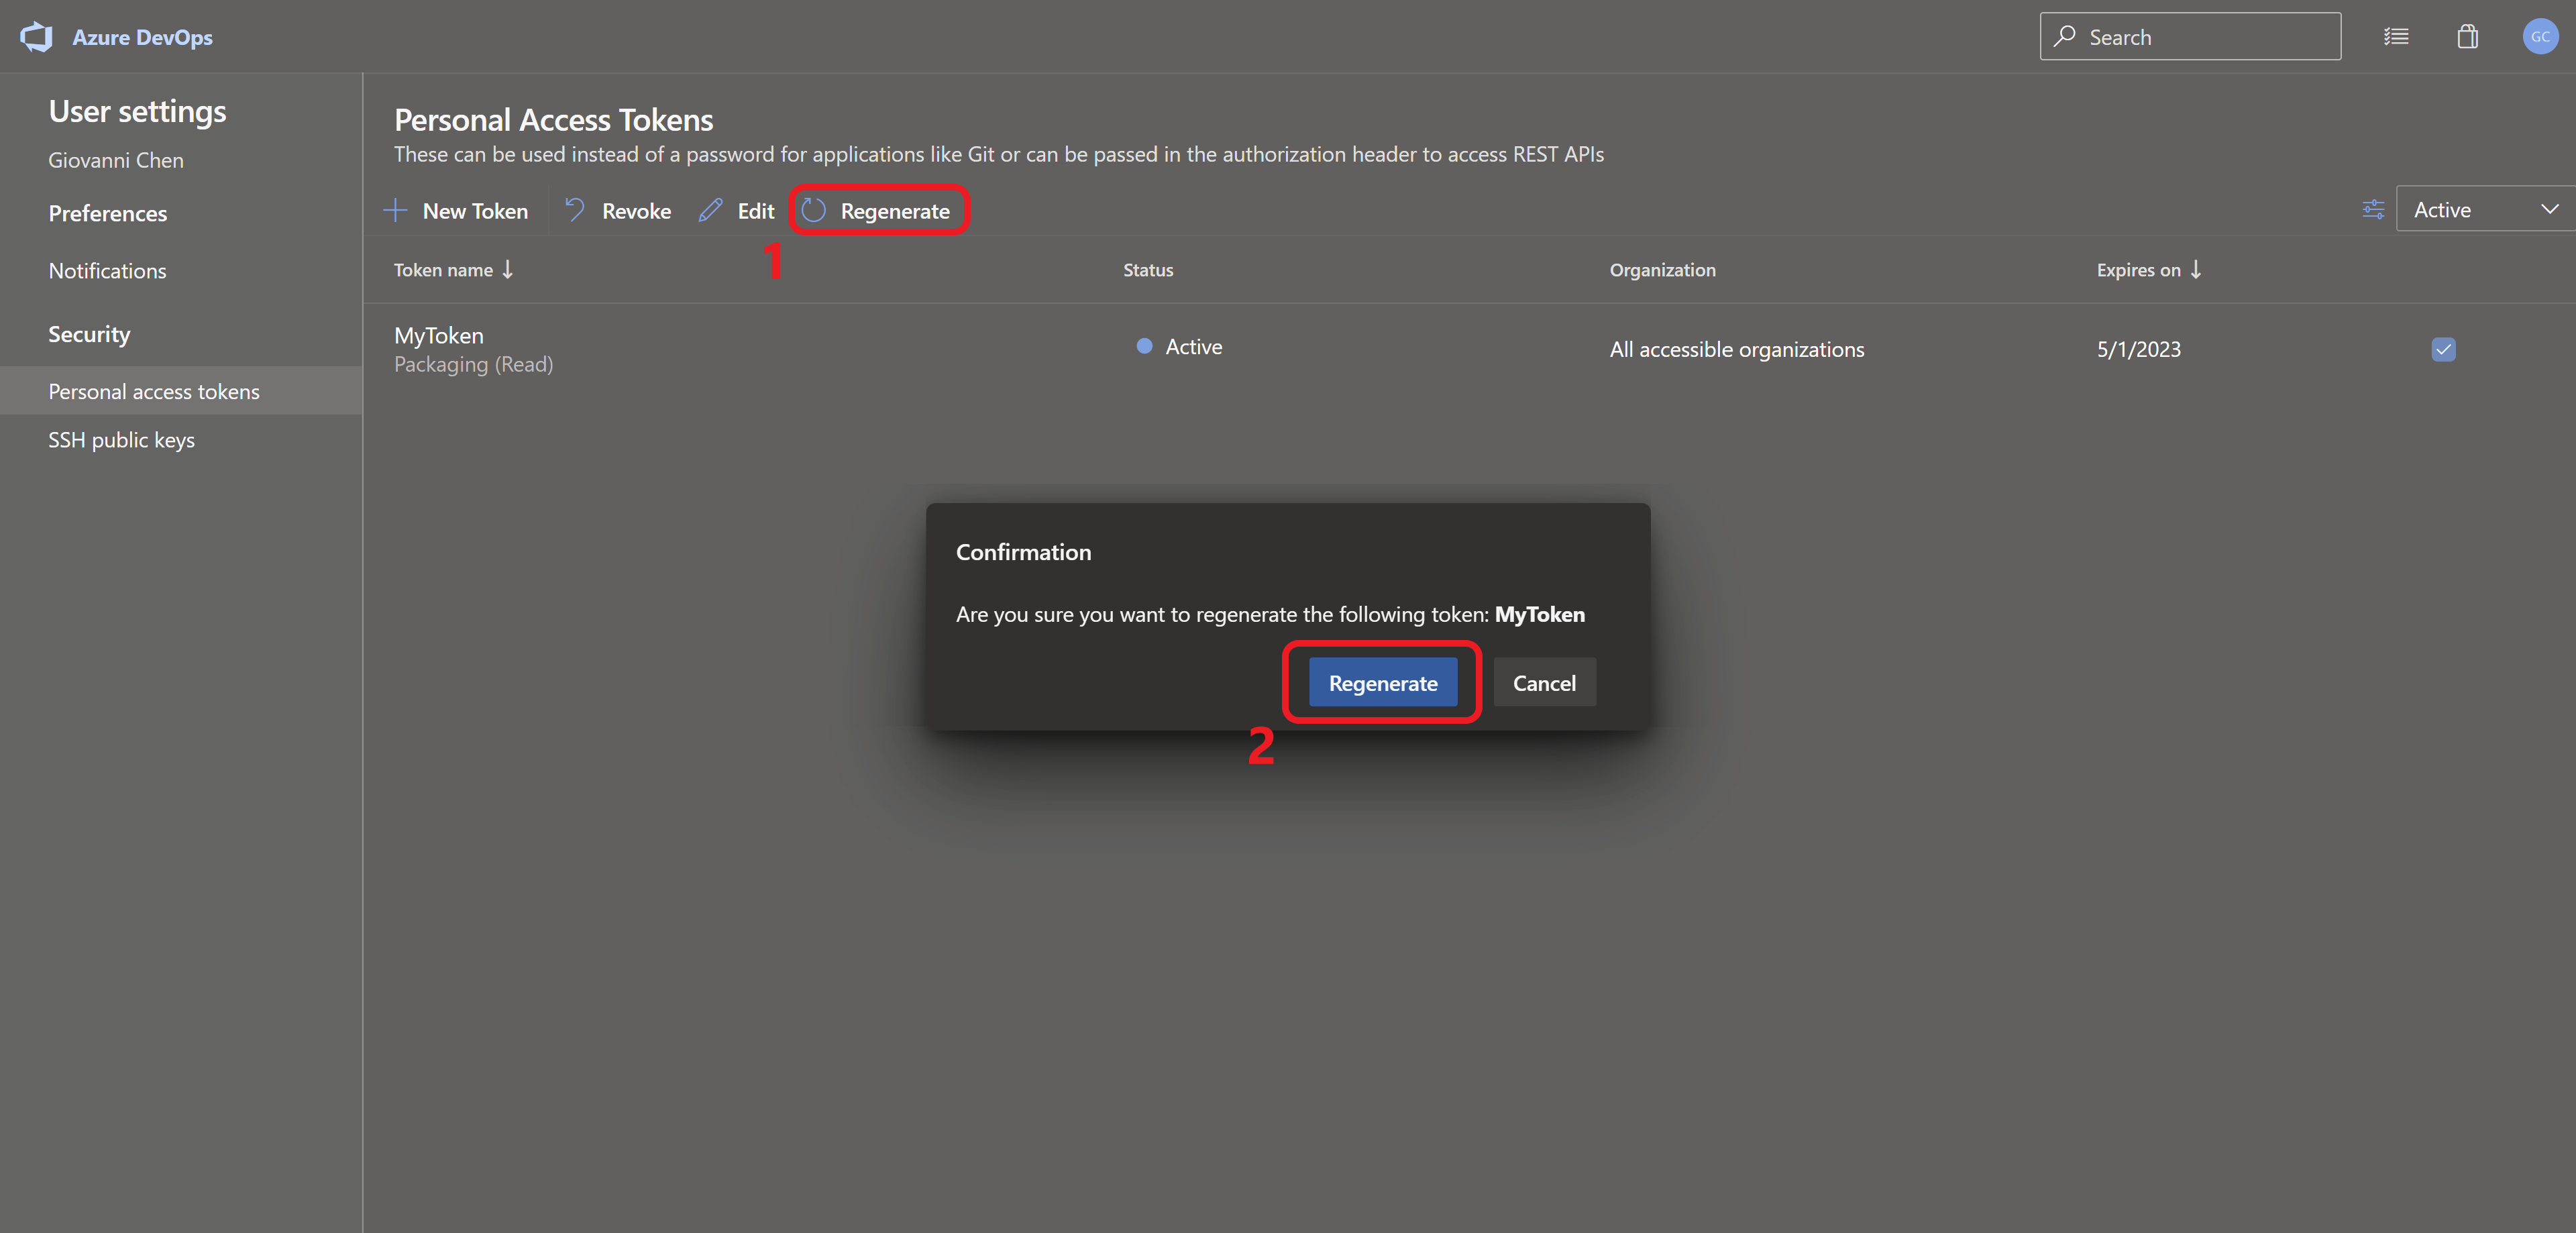 Azure DevOps
Search
GC
User settings
Giovanni Chen
Preferences
Notifications
Security
Personal access tokens
SSH public keys
Personal Access Tokens
These can be used instead of a password for applications like Git or can be passed in the authorization header to access REST APIs
New Token Revoke Edit Regenerate
Active
1
Token name Status Organization Expires on
MyToken
Packaging (Read)
Active
All accessible organizations
5/1/2023
Confirmation
Are you sure you want to regenerate the following token: MyToken
Regenerate Cancel
2